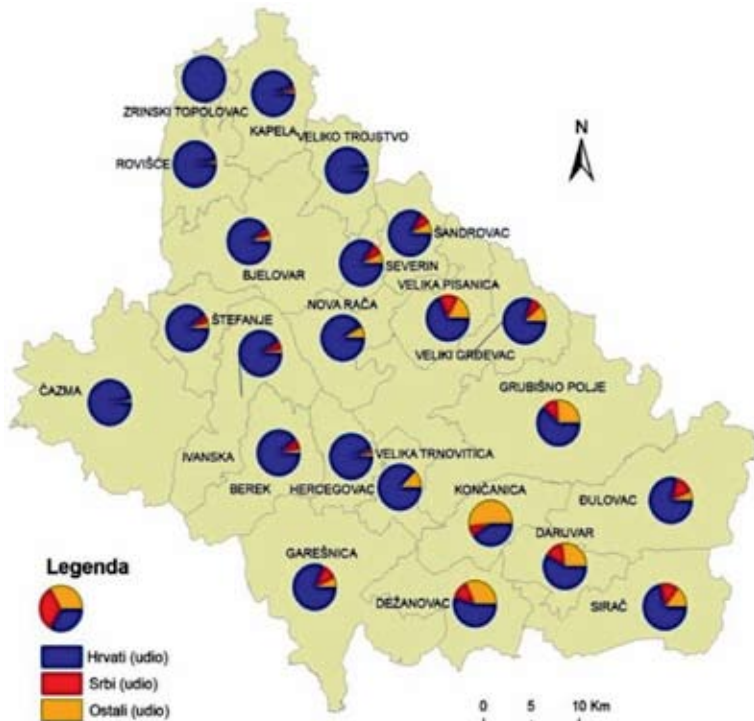 ZRINSKI TOPOLOVAC
KAPELA
VELIKO TROJSTVO
ROVIŠĆE
N
ŠANDROVAC
BJELOVAR
SEVERIN
VELIKA PISANICA
NOVA RAČA
ŠTEFANJE
VELIKI GRĐEVAC
ČAZMA
GRUBIŠNO POLJE
IVANSKA
VELIKA TRNOVITICA
BEREK
HERCEGOVAC
KONČANICA
ĐULOVAC
DARUVAR
GAREŠNICA
DEŽANOVAC
SIRAČ
Legenda
Hrvati (udio)
Srbi (udio)
Ostali (udio)
0 5 10 Km